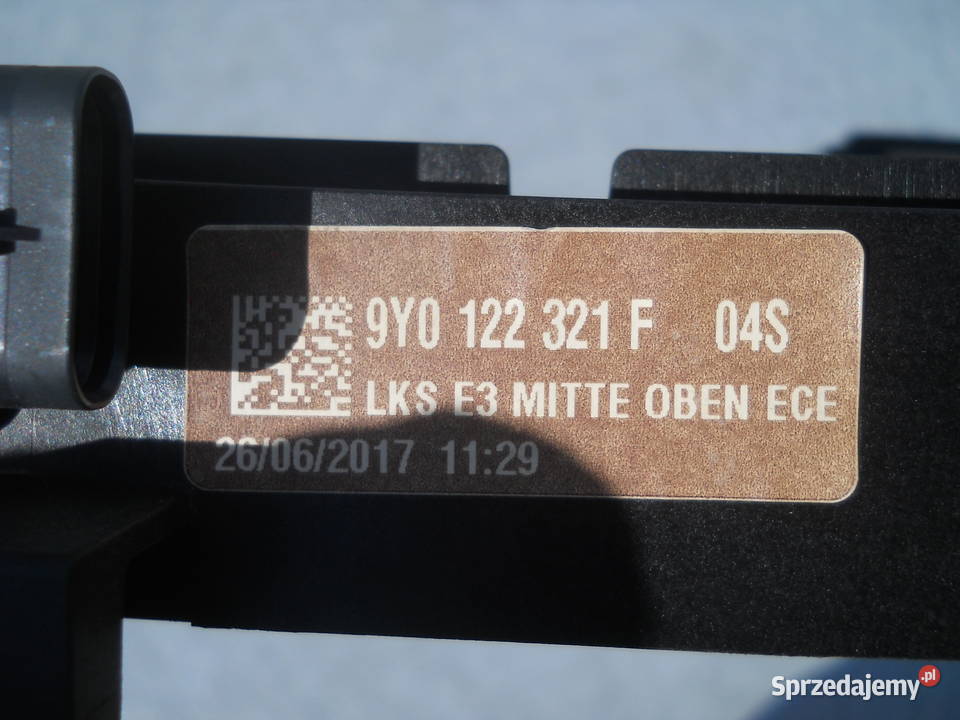 9Y0 122 321 F 04S
LKS E3 MITTE OBEN ECE
26/06/2017 11:29
Sprzedajemy.pl